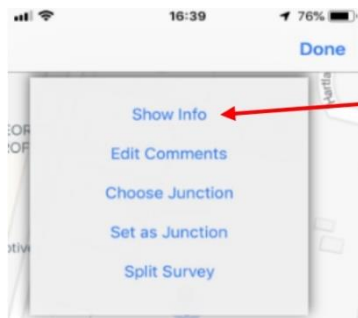 16:39
76%
Done
Show Info
Edit Comments
Choose Junction
Set as Junction
Split Survey